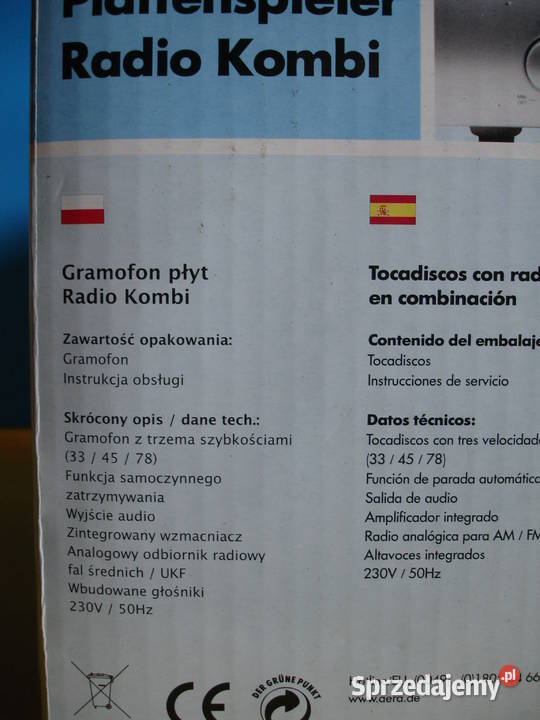 Plattenspieler
Radio Kombi
Gramofon płyt
Radio Kombi
Zawartość opakowania:
Gramofon
Instrukcja obsługi
Skrócony opis / dane tech.:
Gramofon z trzema szybkościami
(33 / 45 / 78)
Funkcja samoczynnego
zatrzymywania
Wyjście audio
Zintegrowany wzmacniacz
Analogowy odbiornik radiowy
fal średnich / UKF
Wbudowane głośniki
230V / 50Hz
Tocadiscos con rad
en combinación
Contenido del embalaje
Tocadiscos
Instrucciones de servicio
Datos técnicos:
Tocadiscos con tres velocidade
(33 / 45 / 78)
Función de parada automática
Salida de audio
Amplificador integrado
Radio analógica para AM / FM
Altavoces integrados
230V / 50Hz
CE
DER GRÜNE PUNKT
www.aera.de
Sprzedajemy.pl